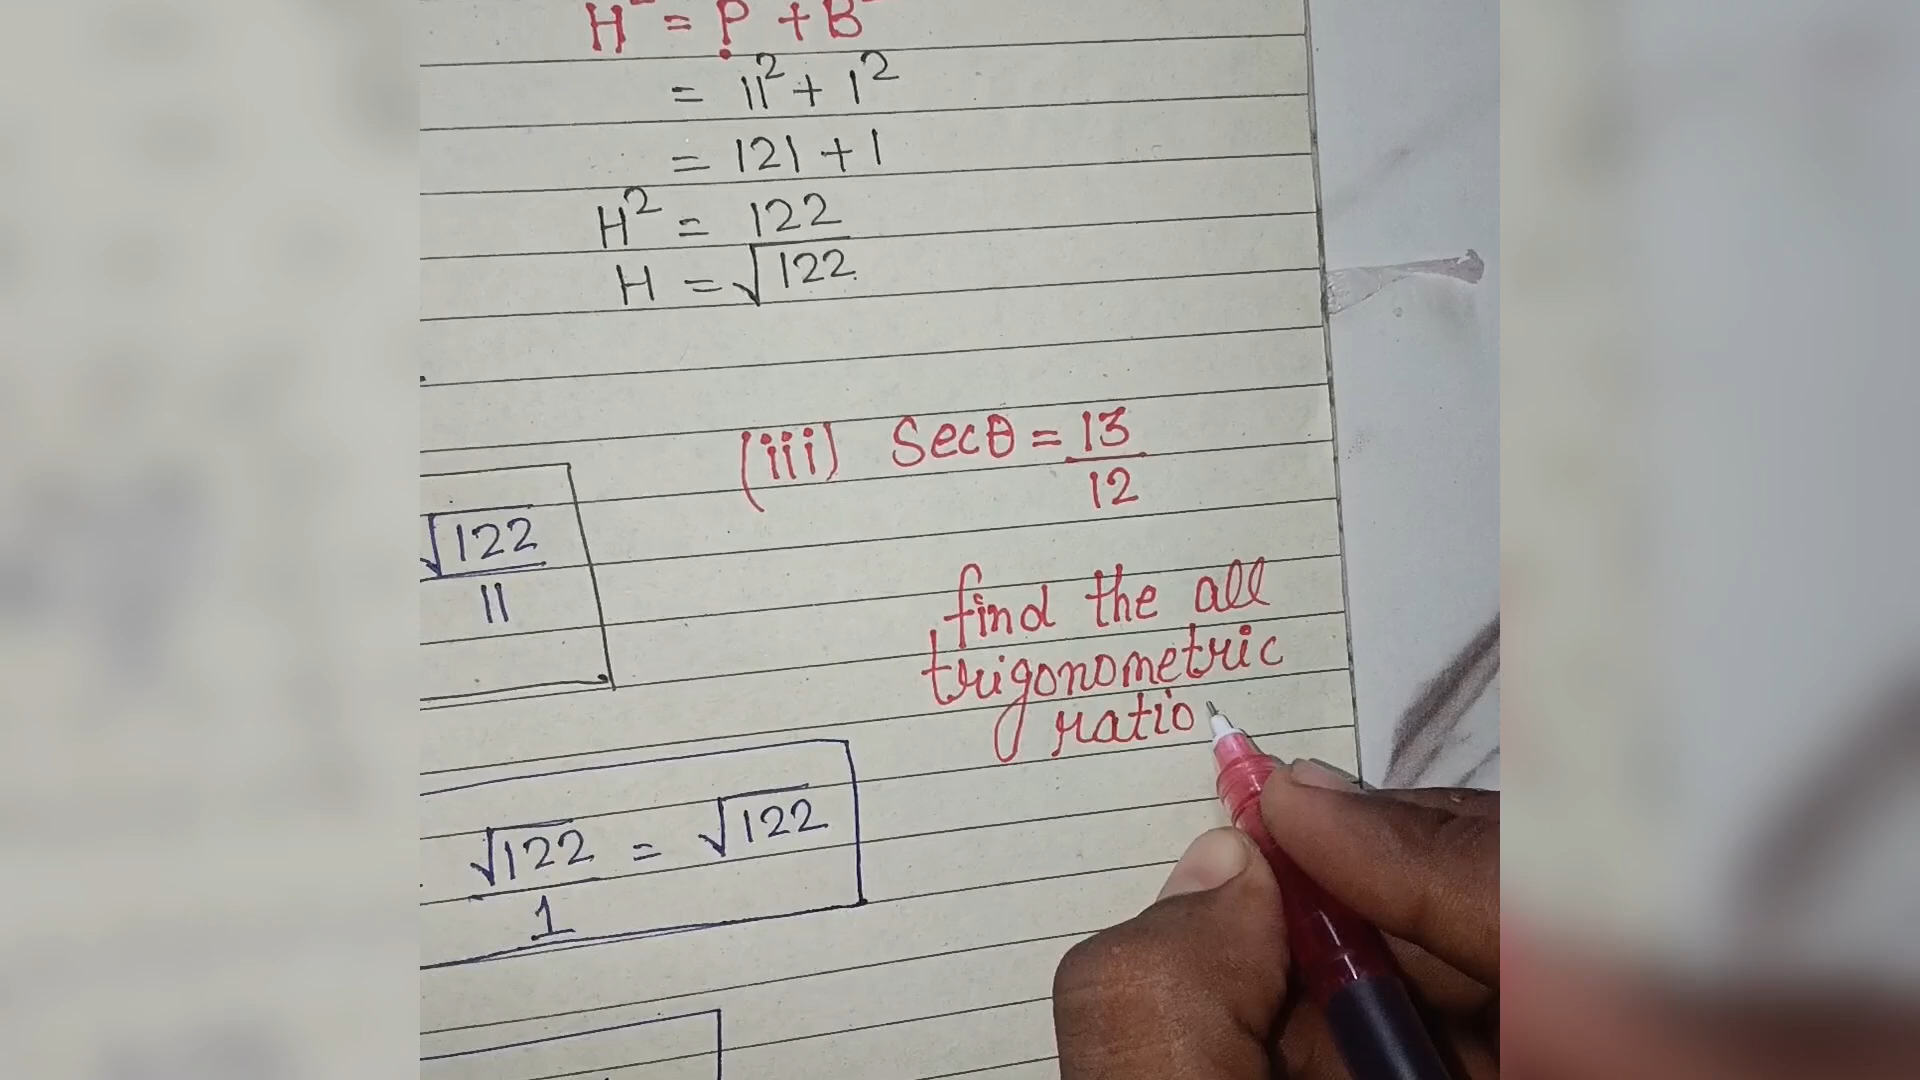 H² = P + B
= 11² + 1²
= 121 + 1
H² = 122
H = √122
(iii) Secθ = 13/12
√122/11
find the all
trigonometric
ratio
√122/1 = √122